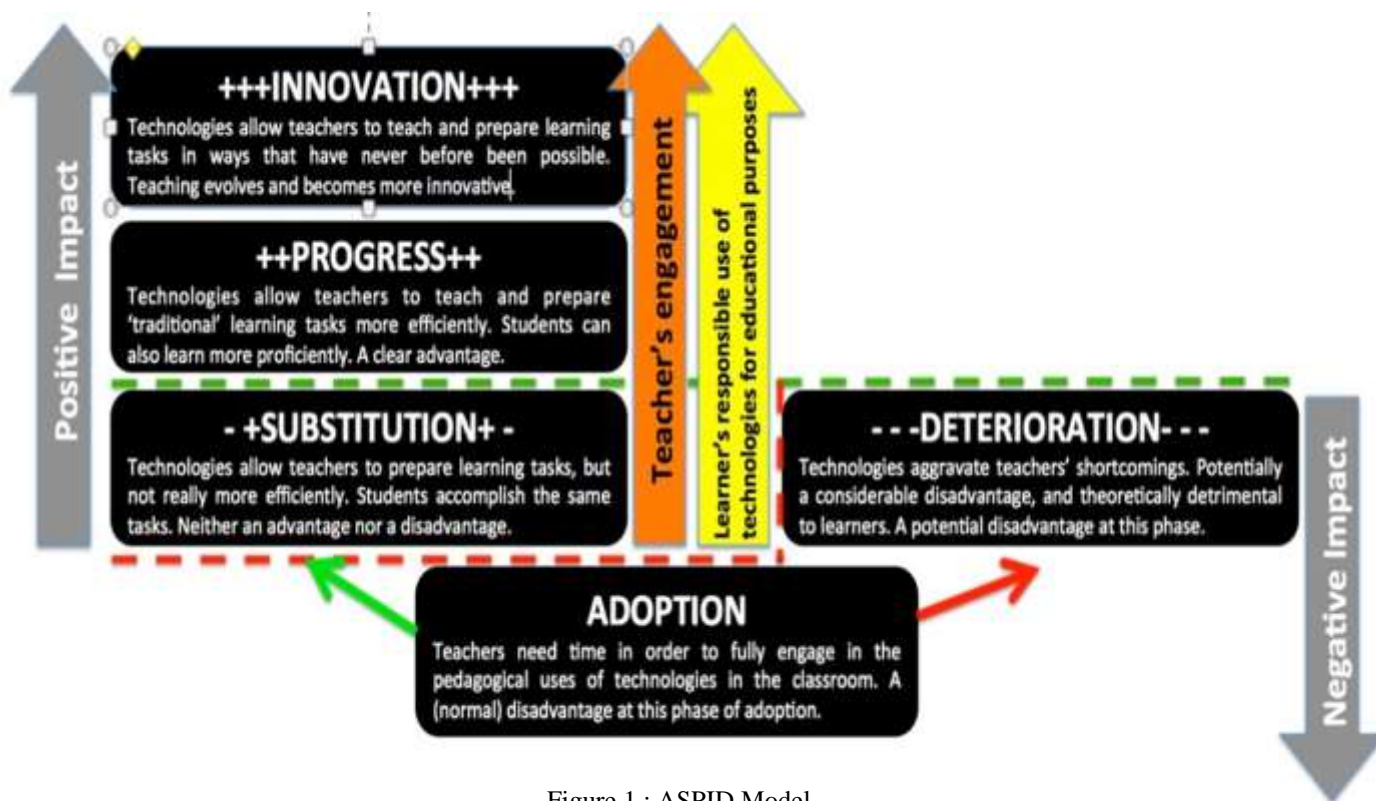 +++INNOVATION+++
Technologies allow teachers to teach and prepare learning
tasks in ways that have never before been possible.
Teaching evolves and becomes more innovative.
++PROGRESS++
Technologies allow teachers to teach and prepare
‘traditional’ learning tasks more efficiently. Students can
also learn more proficiently. A clear advantage.
- +SUBSTITUTION+ -
Technologies allow teachers to prepare learning tasks, but
not really more efficiently. Students accomplish the same
tasks. Neither an advantage nor a disadvantage.
Positive Impact
Teacher’s engagement
Learner’s responsible use of
technologies for educational purposes
- - -DETERIORATION- - -
Technologies aggravate teachers’ shortcomings. Potentially
a considerable disadvantage, and theoretically detrimental
to learners. A potential disadvantage at this phase.
Negative Impact
ADOPTION
Teachers need time in order to fully engage in the
pedagogical uses of technologies in the classroom. A
(normal) disadvantage at this phase of adoption.
Figure 1 : ASPID Model